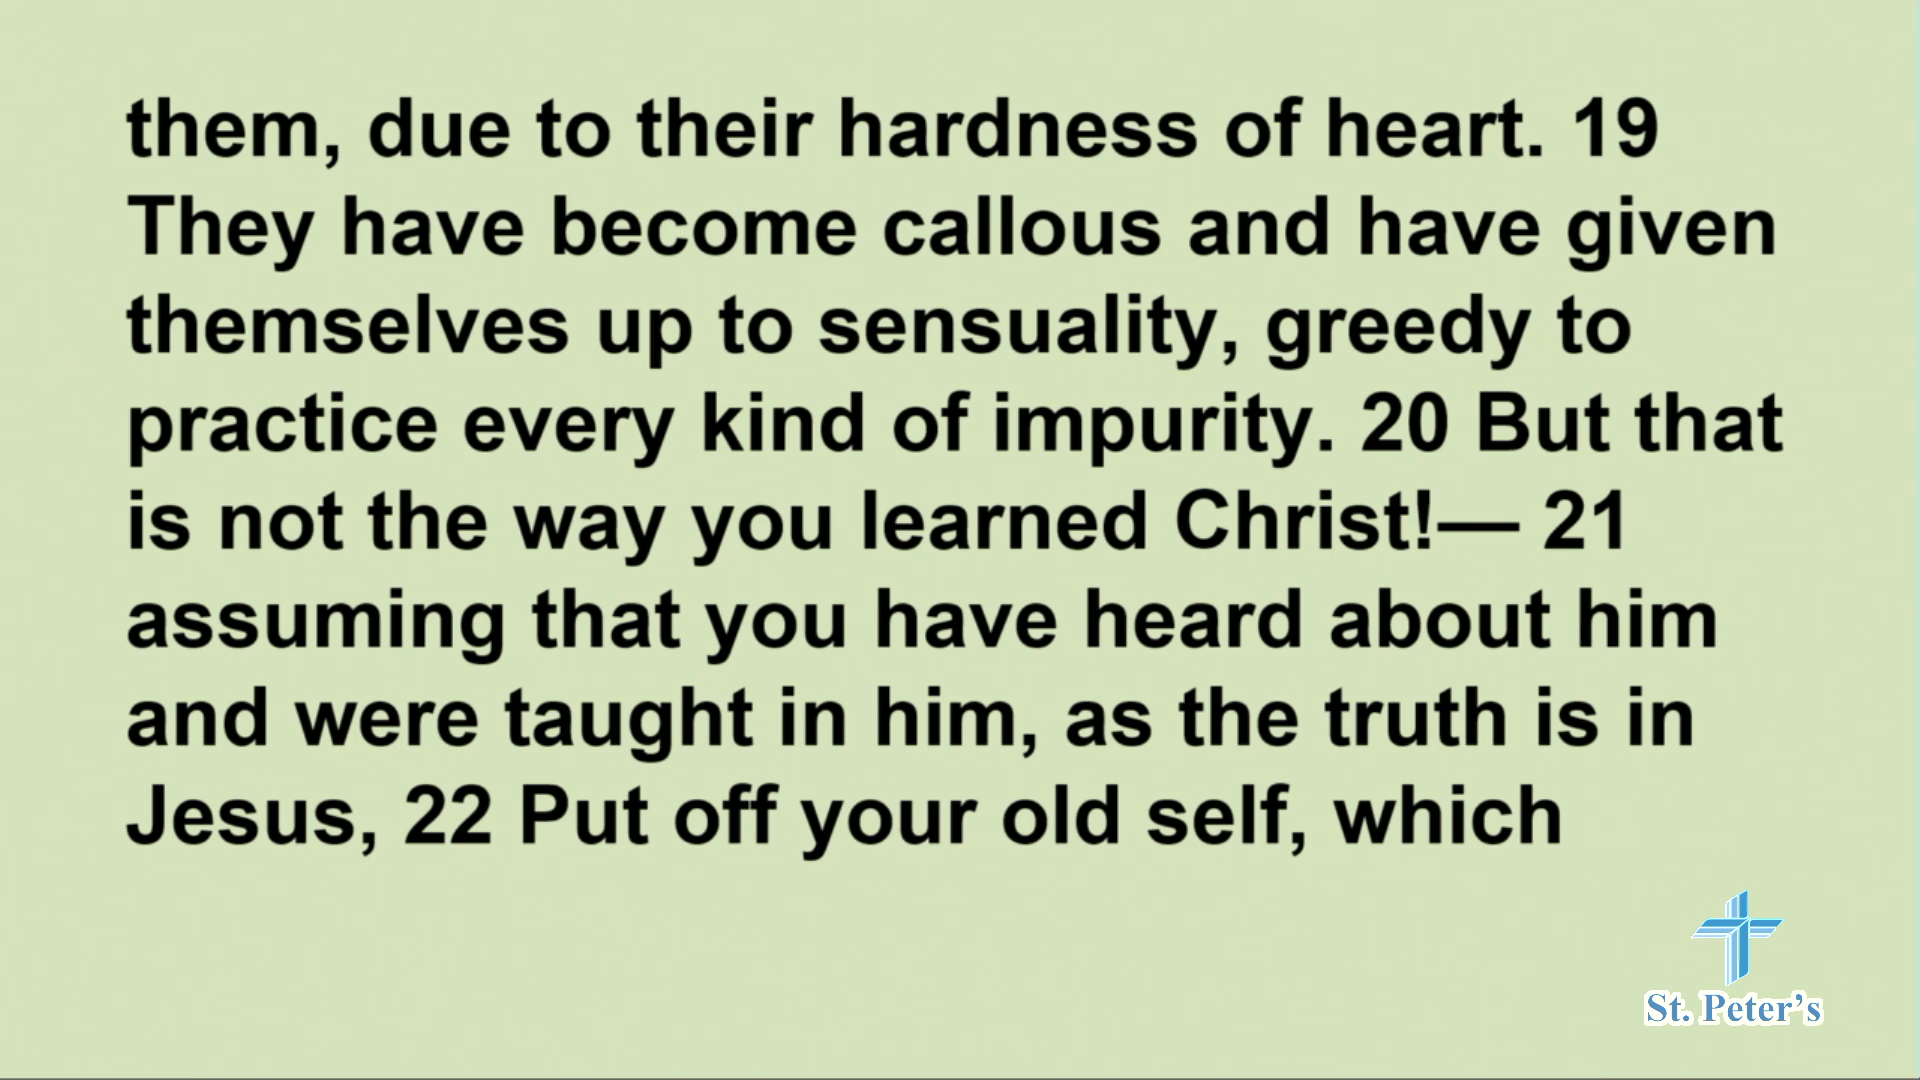 them, due to their hardness of heart. 19
They have become callous and have given
themselves up to sensuality, greedy to
practice every kind of impurity. 20 But that
is not the way you learned Christ!— 21
assuming that you have heard about him
and were taught in him, as the truth is in
Jesus, 22 Put off your old self, which
St. Peter’s